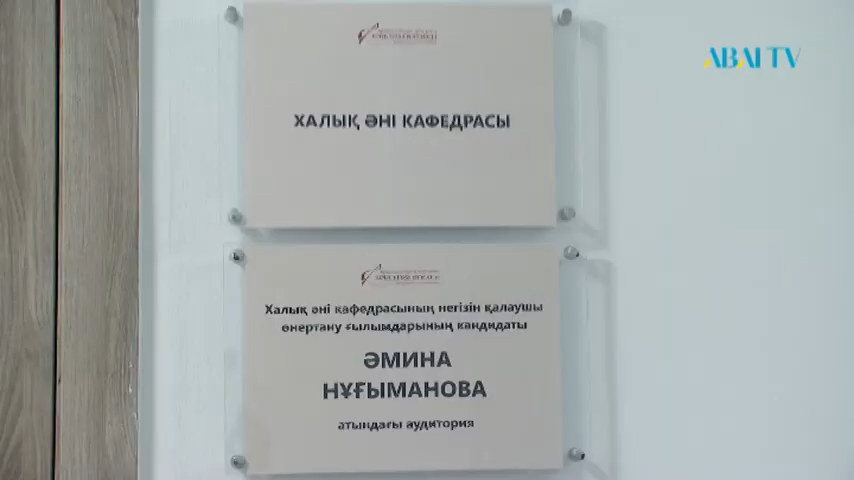 ABAI TV
ХАЛЫҚ ӘНІ КАФЕДРАСЫ
Халық әні кафедрасының негізін қалаушы
өнертану ғылымдарының кандидаты
ӘМИНА
НҰҒЫМАНОВА
атындағы аудитория